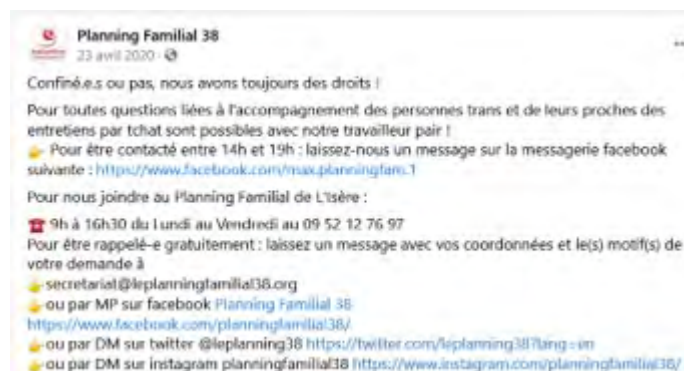 Planning Familial 38
23 avril 2020
Confiné.e.s ou pas, nous avons toujours des droits !
Pour toutes questions liées à l'accompagnement des personnes trans et de leurs proches des
entretiens par tchat sont possibles avec notre travailleur pair !
👉 Pour être contacté entre 14h et 19h : laissez-nous un message sur la messagerie facebook
suivante : https://www.facebook.com/max.planningfam.1
Pour nous joindre au Planning Familial de L'Isère :
☎ 9h à 16h30 du Lundi au Vendredi au 09 52 12 76 97
Pour être rappelé-e gratuitement : laissez un message avec vos coordonnées et le(s) motif(s) de
votre demande à
👉 secretariat@leplanningfamilial38.org
👉 ou par MP sur facebook Planning Familial 38
https://www.facebook.com/planningfamilial38/
👉 ou par DM sur twitter @leplanning38 https://twitter.com/leplanning38?lang=en
👉 ou par DM sur instagram planningfamilial38 https://www.instagram.com/planningfamilial38/